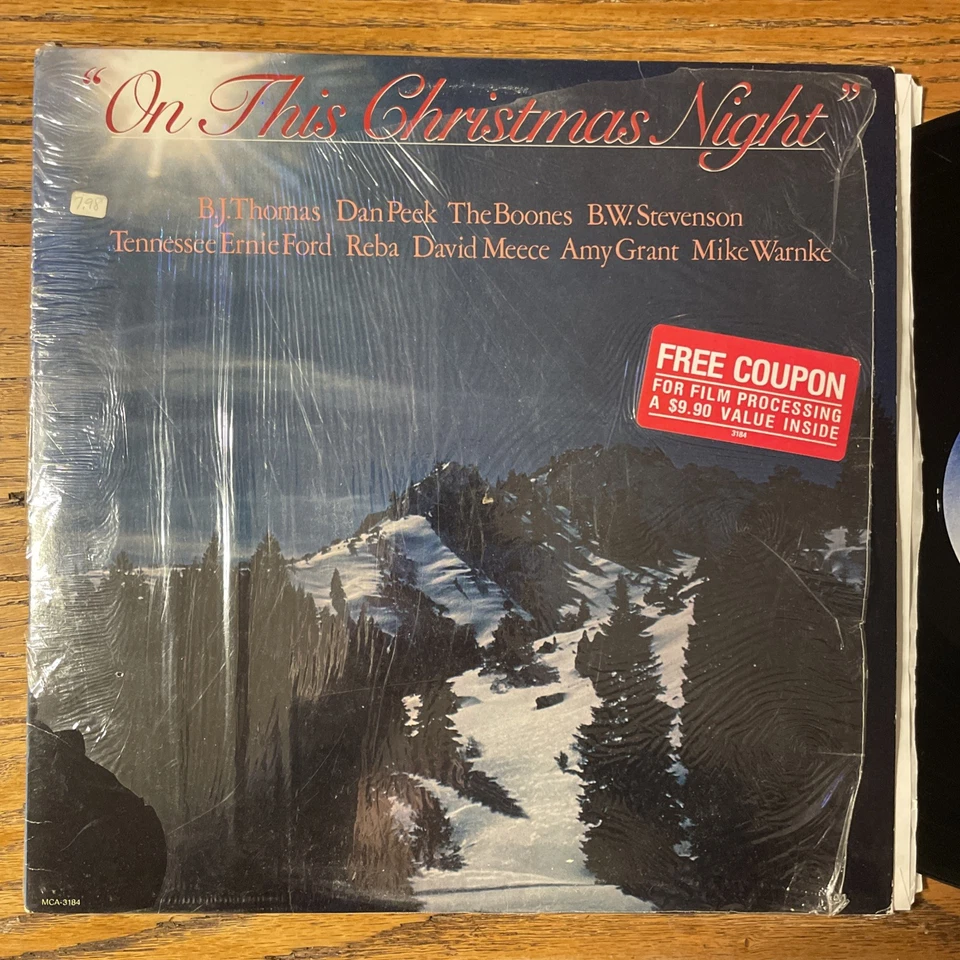 “On This Christmas Night”
7.98
B.J. Thomas Dan Peek The Boones B.W. Stevenson
Tennessee Ernie Ford Reba David Meece Amy Grant Mike Warnke
FREE COUPON
FOR FILM PROCESSING
A $9.90 VALUE INSIDE
3184
MCA-3184